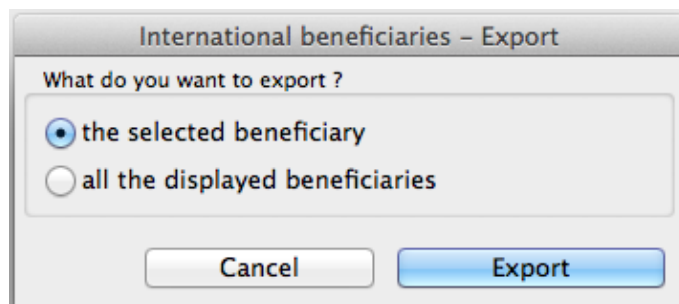 International beneficiaries – Export
What do you want to export ?
the selected beneficiary
all the displayed beneficiaries
Cancel Export